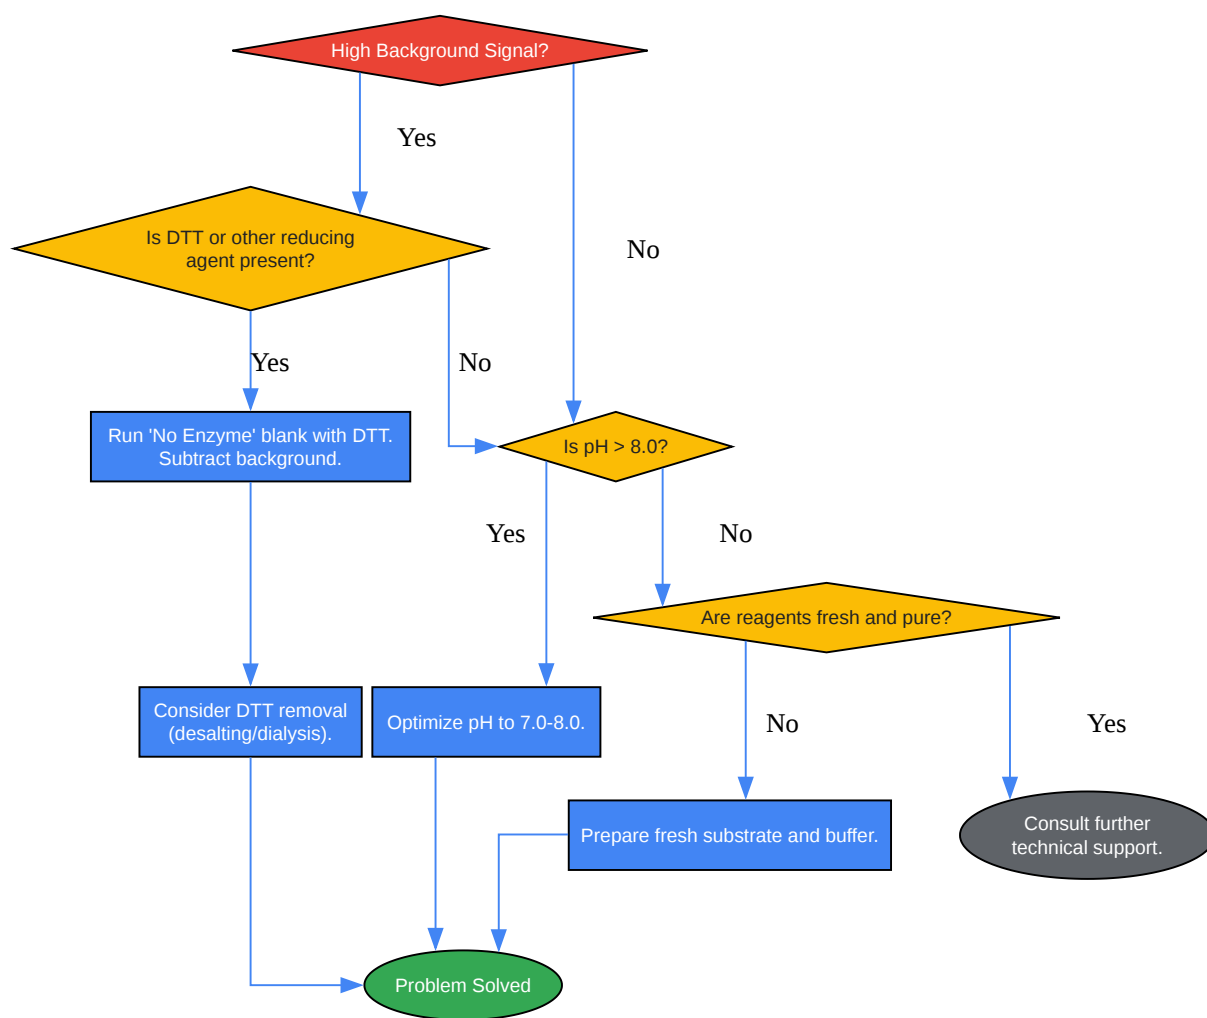 High Background Signal?
Yes
Is DTT or other reducing
agent present?
No
Yes
No
Run 'No Enzyme' blank with DTT.
Subtract background.
Is pH > 8.0?
Yes
No
Are reagents fresh and pure?
Consider DTT removal
(desalting/dialysis).
Optimize pH to 7.0-8.0.
No
Yes
Prepare fresh substrate and buffer.
Consult further
technical support.
Problem Solved